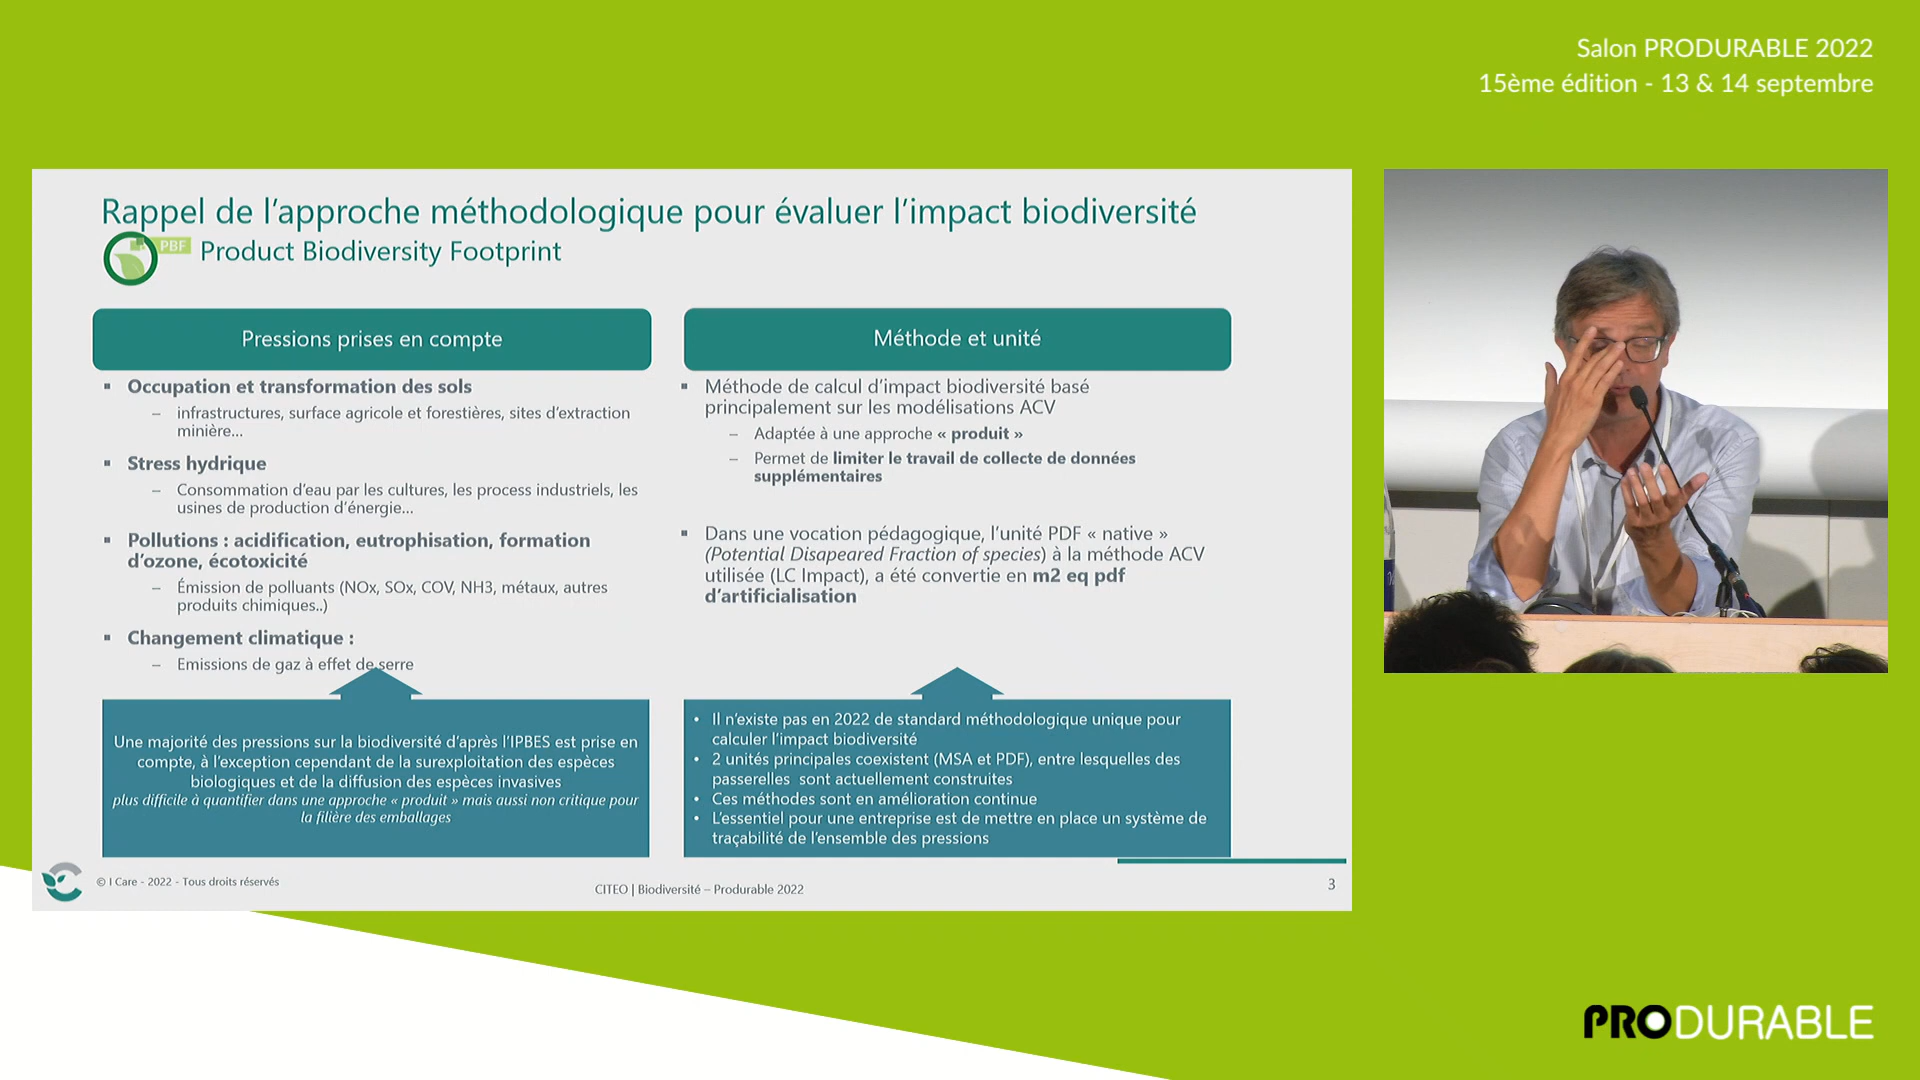 Salon PRODURABLE 2022
15ème édition - 13 & 14 septembre
Rappel de l’approche méthodologique pour évaluer l’impact biodiversité
PBF
Product Biodiversity Footprint
Pressions prises en compte
▪ Occupation et transformation des sols
– infrastructures, surface agricole et forestières, sites d’extraction
minière...
▪ Stress hydrique
– Consommation d’eau par les cultures, les process industriels, les
usines de production d’énergie...
▪ Pollutions : acidification, eutrophisation, formation
d’ozone, écotoxicité
– Émission de polluants (NOx, SOx, COV, NH3, métaux, autres
produits chimiques..)
▪ Changement climatique :
– Emissions de gaz à effet de serre
Une majorité des pressions sur la biodiversité d’après l’IPBES est prise en
compte, à l’exception cependant de la surexploitation des espèces
biologiques et de la diffusion des espèces invasives
plus difficile à quantifier dans une approche « produit » mais aussi non critique pour
la filière des emballages
Méthode et unité
▪ Méthode de calcul d’impact biodiversité basé
principalement sur les modélisations ACV
– Adaptée à une approche « produit »
– Permet de limiter le travail de collecte de données
supplémentaires
▪ Dans une vocation pédagogique, l’unité PDF « native »
(Potential Disapeared Fraction of species) à la méthode ACV
utilisée (LC Impact), a été convertie en m2 eq pdf
d’artificialisation
• Il n’existe pas en 2022 de standard méthodologique unique pour
calculer l’impact biodiversité
• 2 unités principales coexistent (MSA et PDF), entre lesquelles des
passerelles sont actuellement construites
• Ces méthodes sont en amélioration continue
• L’essentiel pour une entreprise est de mettre en place un système de
traçabilité de l’ensemble des pressions
© I Care - 2022 - Tous droits réservés
CITEO | Biodiversité – Produrable 2022
3
PRODURABLE